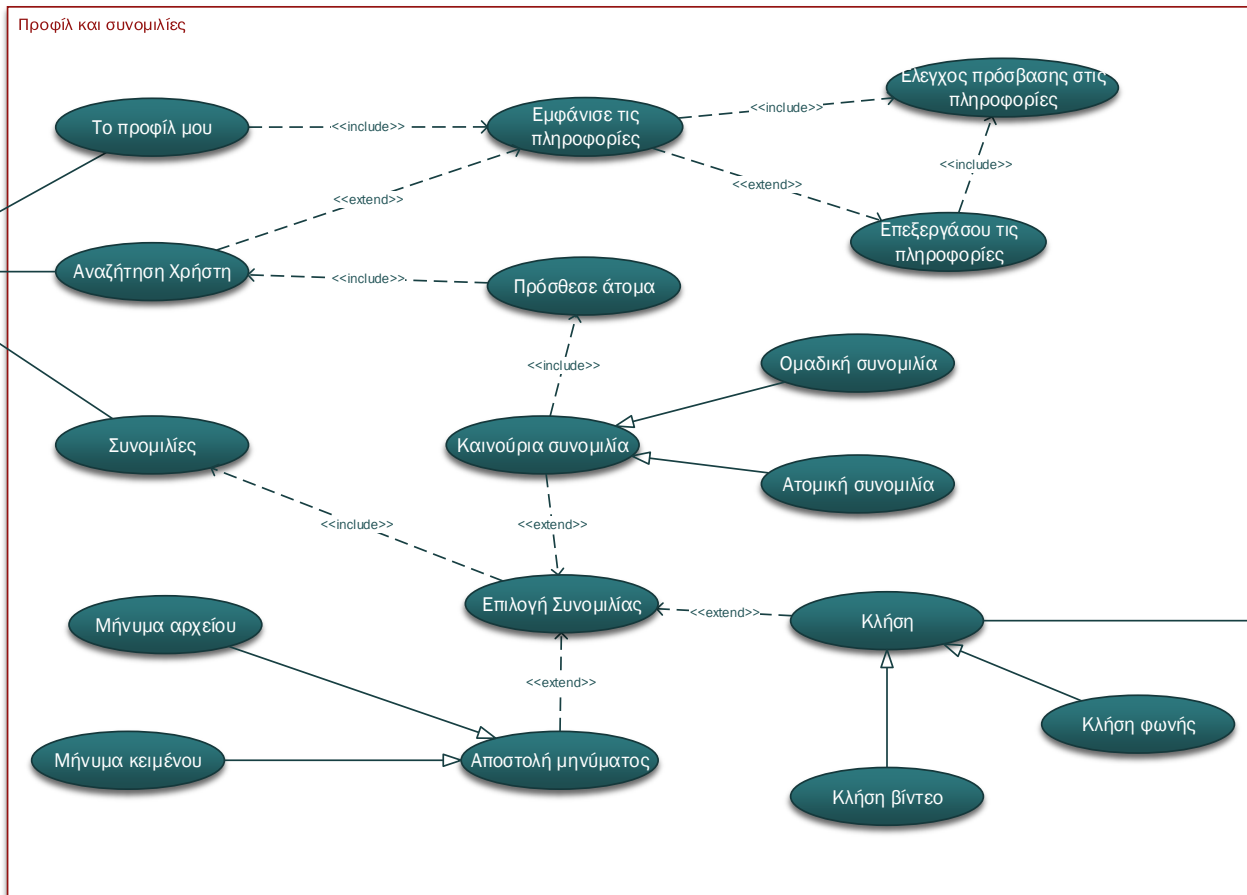 Προφίλ και συνομιλίες
Το προφίλ μου
<<include>>
Εμφάνισε τις
πληροφορίες
<<include>>
Έλεγχος πρόσβασης στις
πληροφορίες
<<include>>
<<extend>>
<<extend>>
Επεξεργάσου τις
πληροφορίες
Αναζήτηση Χρήστη
<<include>>
Πρόσθεσε άτομα
<<include>>
Ομαδική συνομιλία
Συνομιλίες
Καινούρια συνομιλία
Ατομική συνομιλία
<<include>>
<<extend>>
Επιλογή Συνομιλίας
<<extend>>
Κλήση
Μήνυμα αρχείου
<<extend>>
Κλήση φωνής
Μήνυμα κειμένου
Αποστολή μηνύματος
Κλήση βίντεο